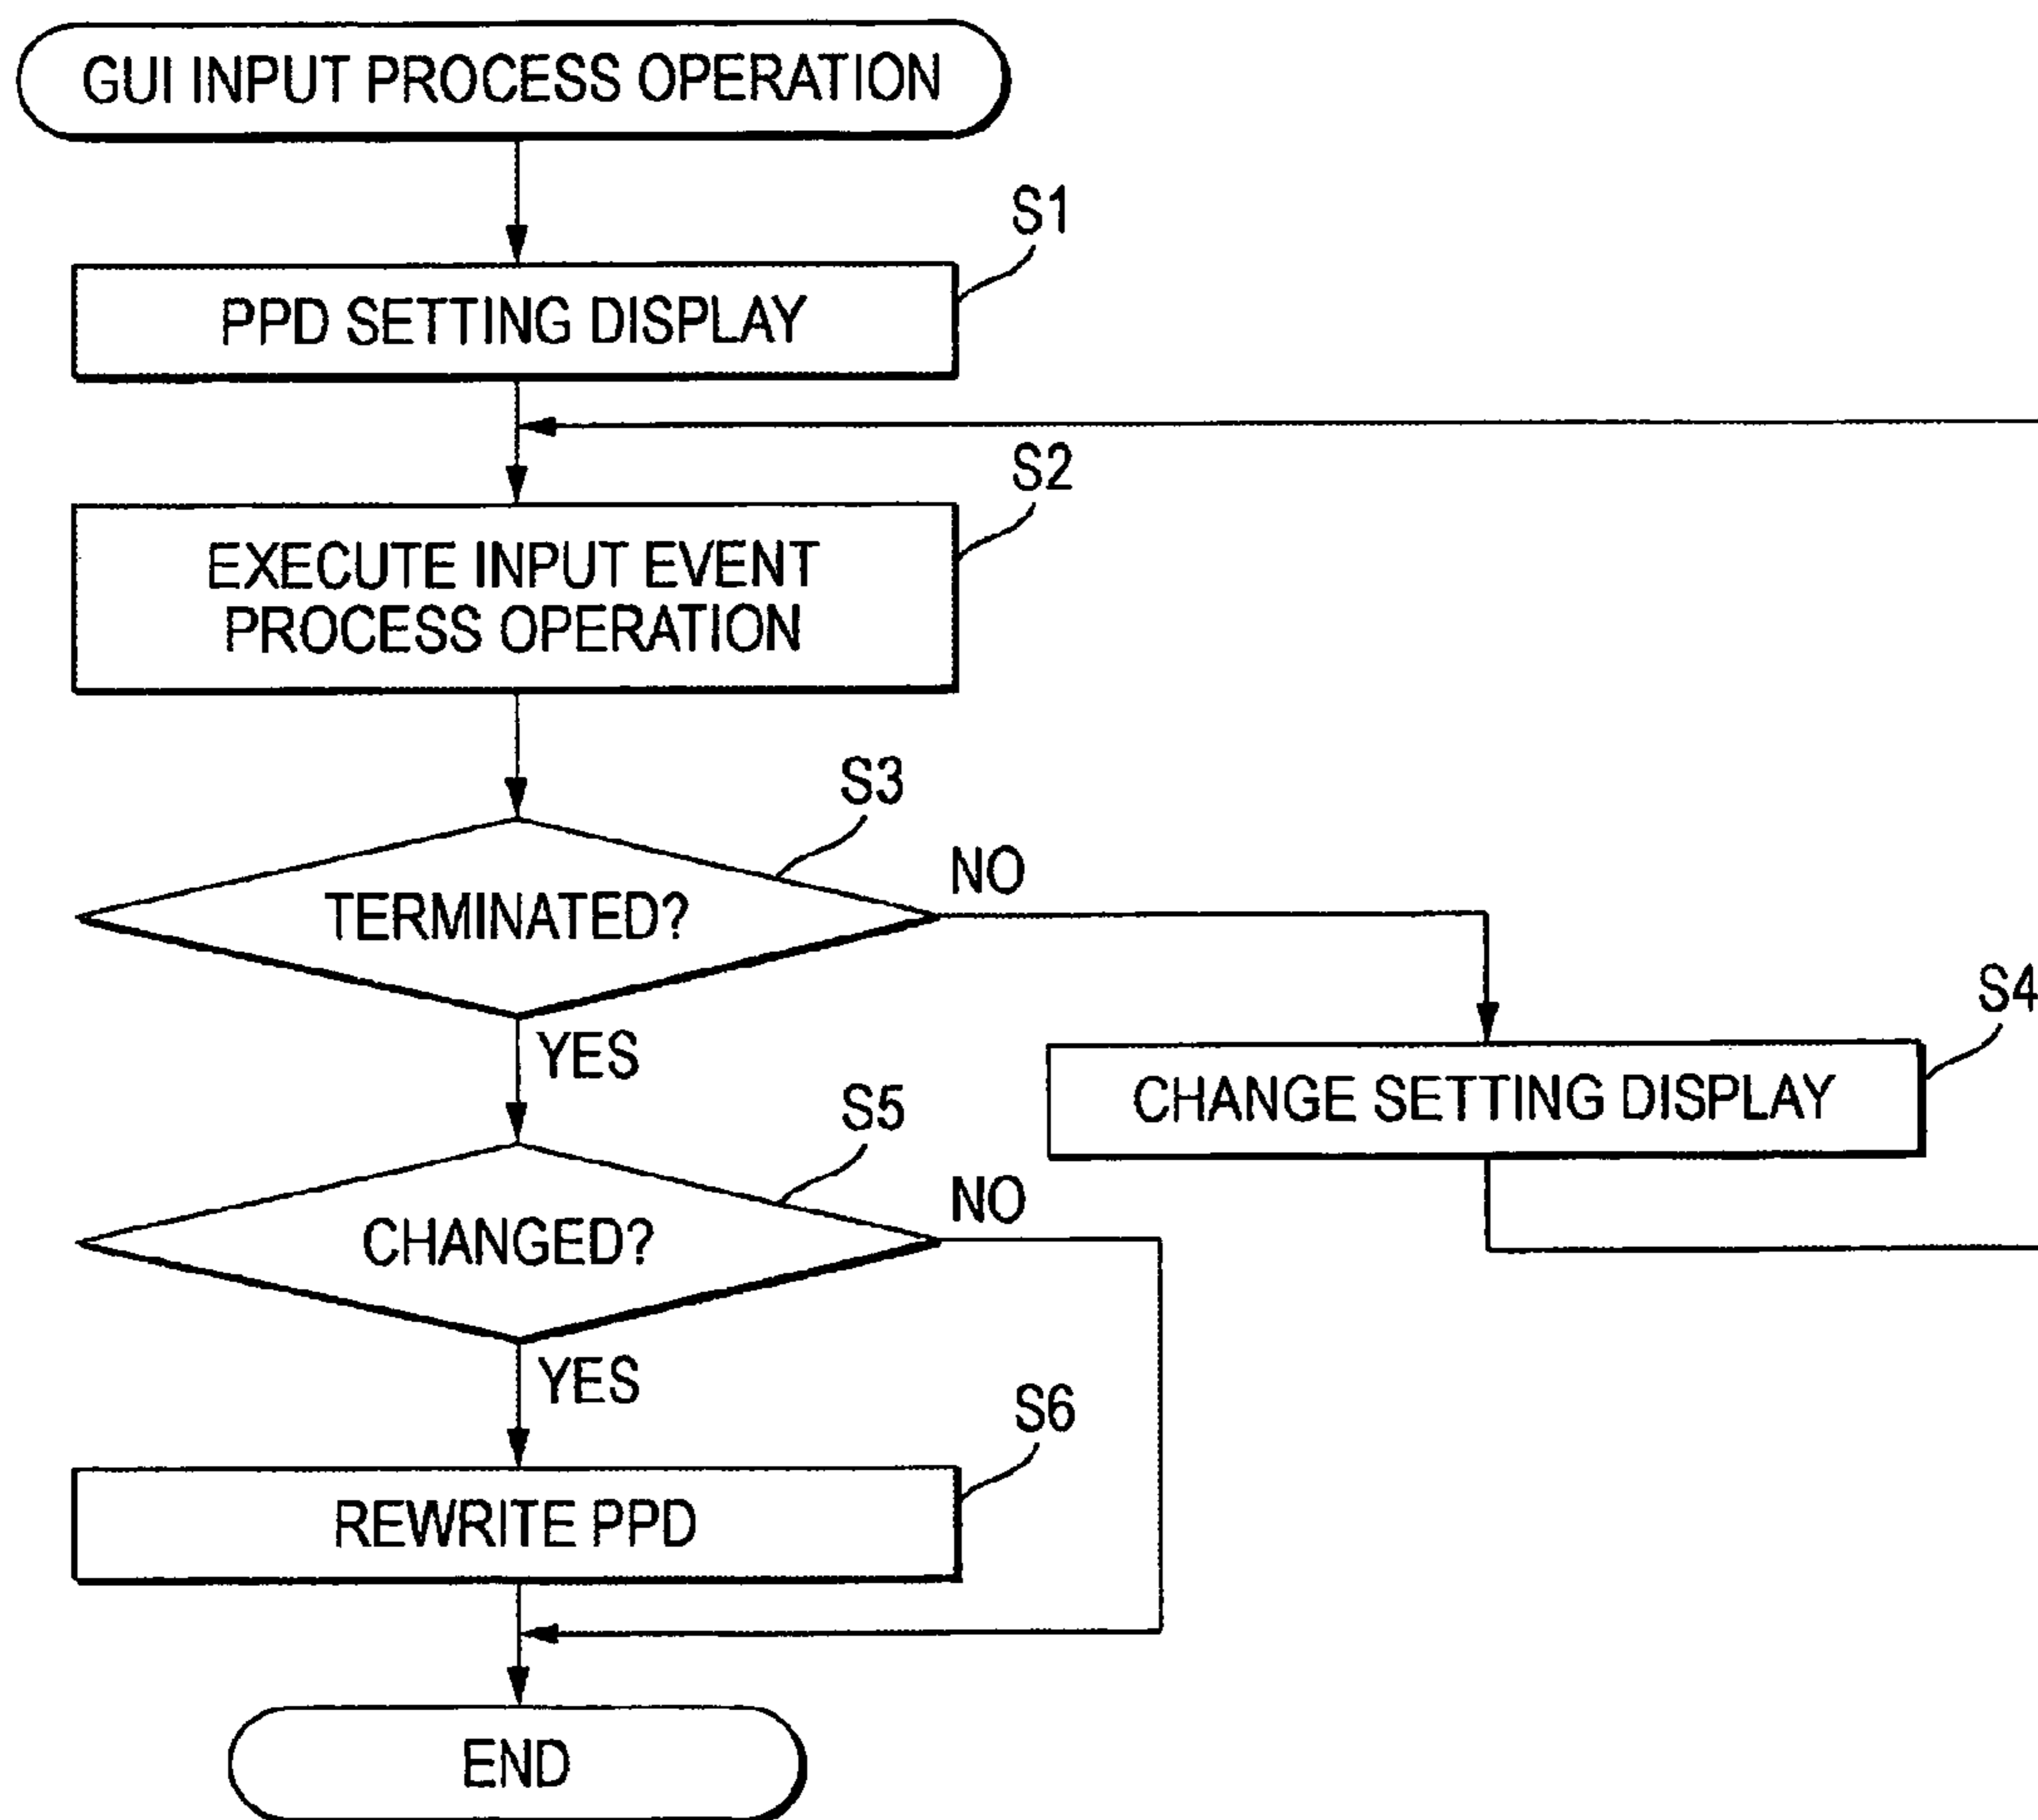 GUI INPUT PROCESS OPERATION
S1
PPD SETTING DISPLAY
S2
EXECUTE INPUT EVENT
PROCESS OPERATION
S3
TERMINATED?
NO
YES
S4
CHANGE SETTING DISPLAY
S5
CHANGED?
NO
YES
S6
REWRITE PPD
END